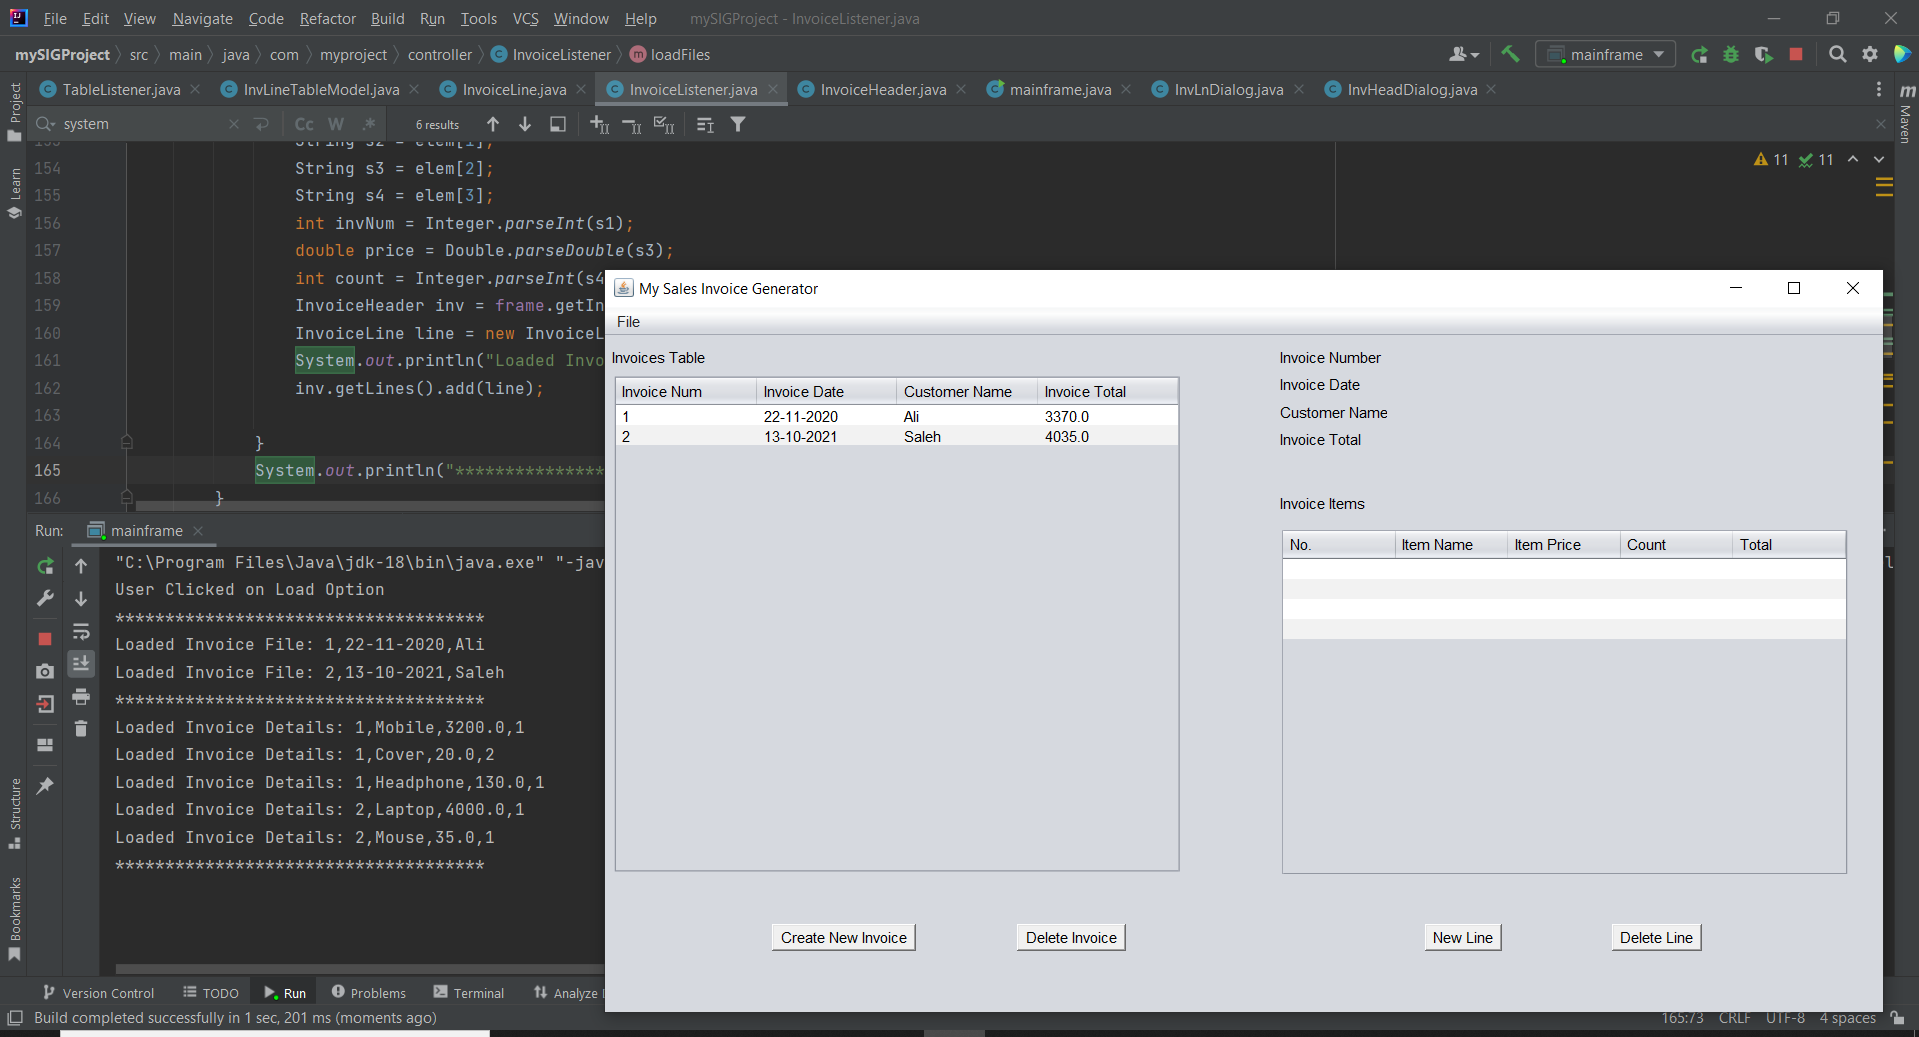 File Edit View Navigate Code Refactor Build Run Tools VCS Window Help mySIGProject - InvoiceListener.java
mySIGProject src main java com myproject controller InvoiceListener loadFiles mainframe
TableListener.java InvLineTableModel.java InvoiceLine.java InvoiceListener.java InvoiceHeader.java mainframe.java InvLnDialog.java InvHeadDialog.java
system Cc W .* 6 results
Project
Learn
Structure
Bookmarks
Maven
11 11
154 String s3 = elem[2];
155 String s4 = elem[3];
156 int invNum = Integer.parseInt(s1);
157 double price = Double.parseDouble(s3);
158 int count = Integer.parseInt(s4
159 InvoiceHeader inv = frame.getIn
160 InvoiceLine line = new InvoiceL
161 System.out.println("Loaded Invo
162 inv.getLines().add(line);
163
164 }
165 System.out.println("***************
166 }
Run: mainframe
"C:\Program Files\Java\jdk-18\bin\java.exe" "-jav
User Clicked on Load Option
*************************************
Loaded Invoice File: 1,22-11-2020,Ali
Loaded Invoice File: 2,13-10-2021,Saleh
*************************************
Loaded Invoice Details: 1,Mobile,3200.0,1
Loaded Invoice Details: 1,Cover,20.0,2
Loaded Invoice Details: 1,Headphone,130.0,1
Loaded Invoice Details: 2,Laptop,4000.0,1
Loaded Invoice Details: 2,Mouse,35.0,1
*************************************
My Sales Invoice Generator
File
Invoices Table
Invoice Num Invoice Date Customer Name Invoice Total
1 22-11-2020 Ali 3370.0
2 13-10-2021 Saleh 4035.0
Create New Invoice Delete Invoice
Invoice Number
Invoice Date
Customer Name
Invoice Total
Invoice Items
No. Item Name Item Price Count Total
New Line Delete Line
Version Control TODO Run Problems Terminal Analyze
Build completed successfully in 1 sec, 201 ms (moments ago) 165:73 CRLF UTF-8 4 spaces